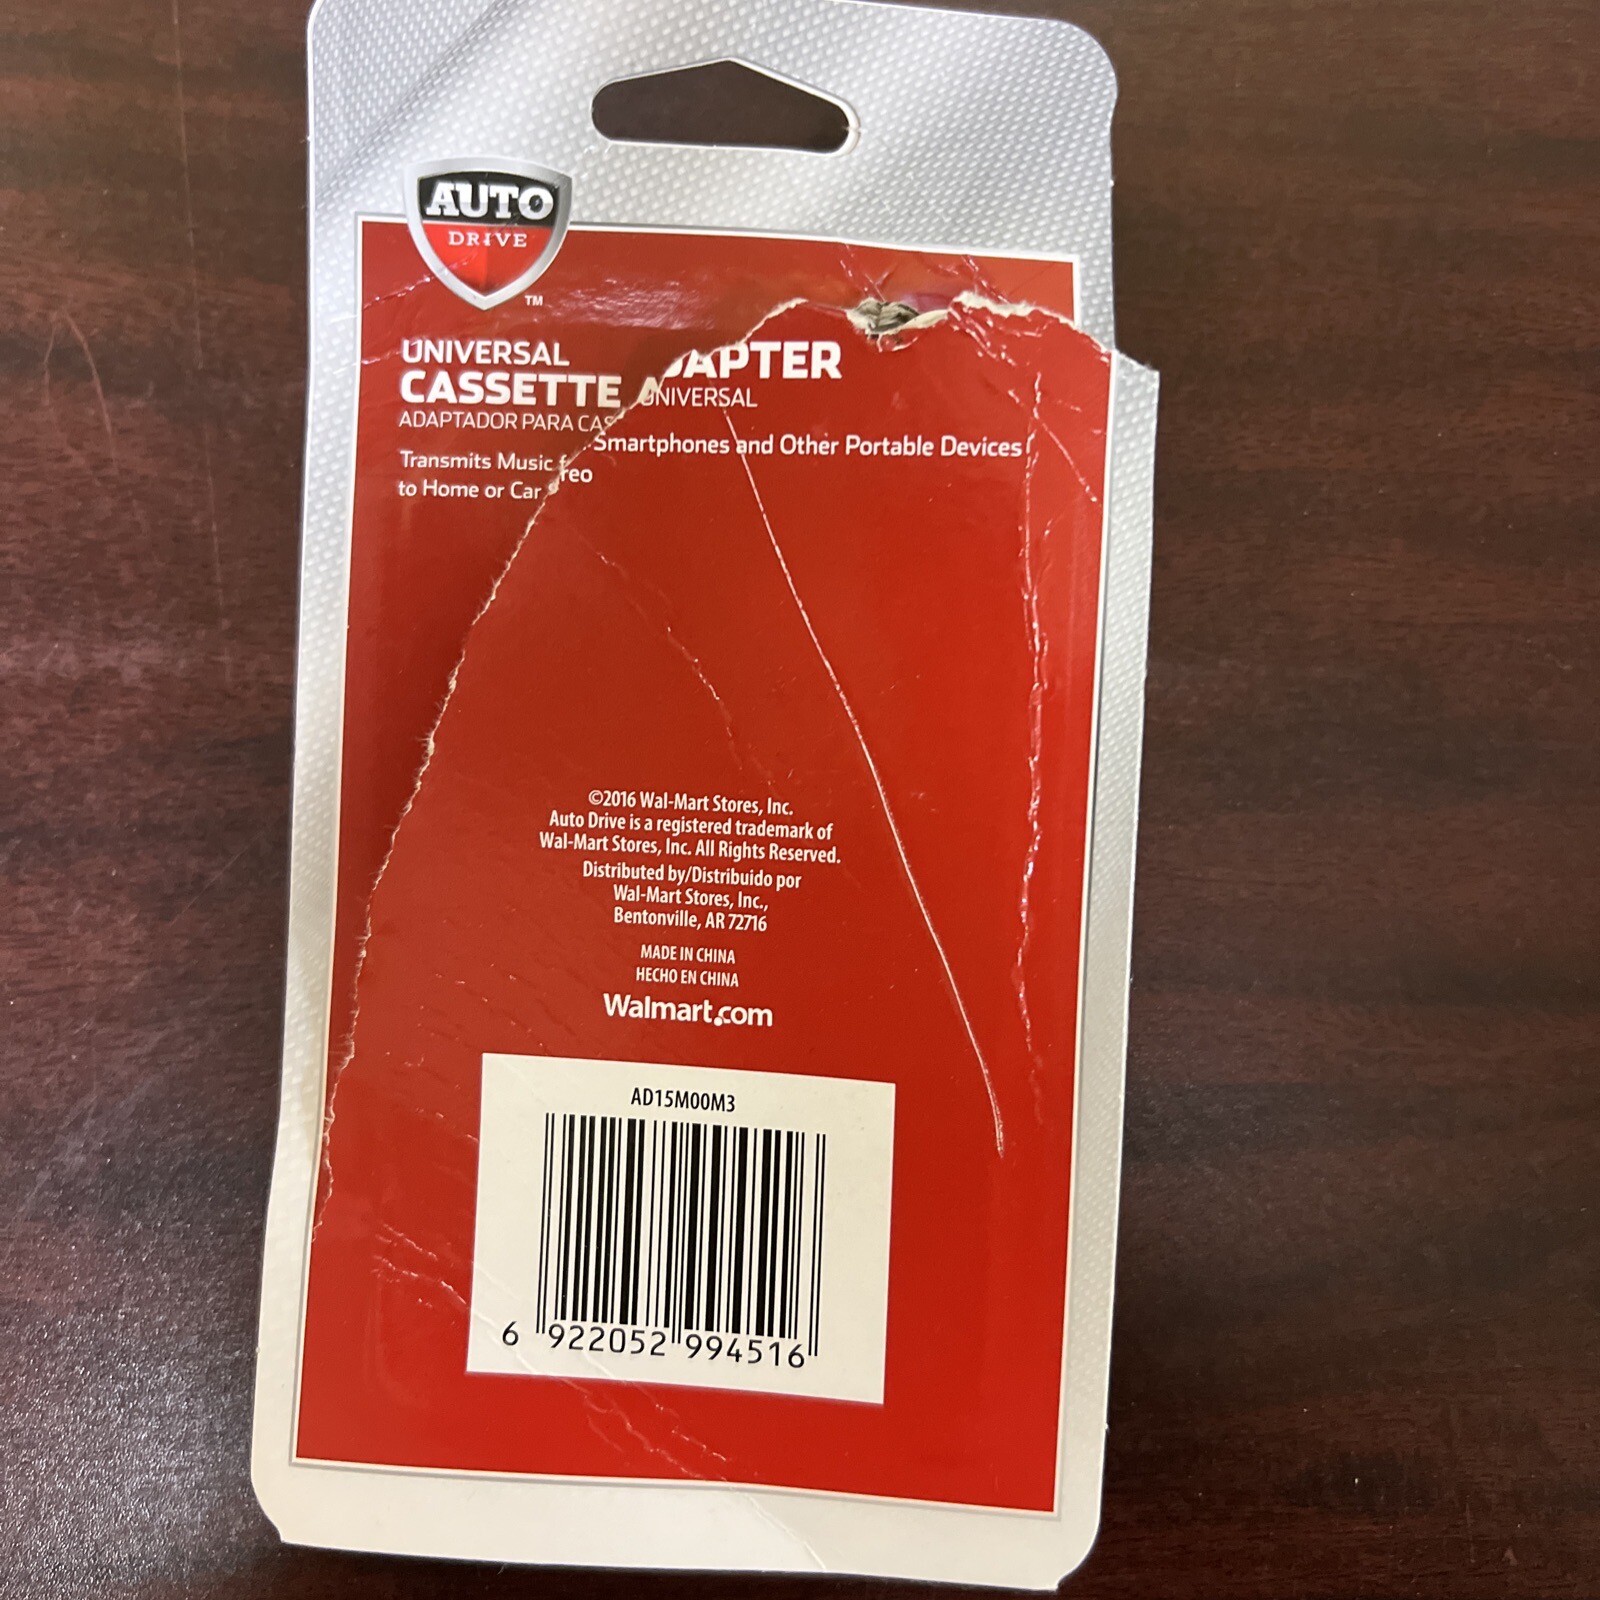 AUTO
DRIVE
TM
UNIVERSAL
CASSETTE ADAPTER
ADAPTADOR PARA CAS UNIVERSAL
Transmits Music f Smartphones and Other Portable Devices
to Home or Car reo
©2016 Wal-Mart Stores, Inc.
Auto Drive is a registered trademark of
Wal-Mart Stores, Inc. All Rights Reserved.
Distributed by/Distribuido por
Wal-Mart Stores, Inc.,
Bentonville, AR 72716
MADE IN CHINA
HECHO EN CHINA
Walmart.com
AD15M00M3
6 922052 994516